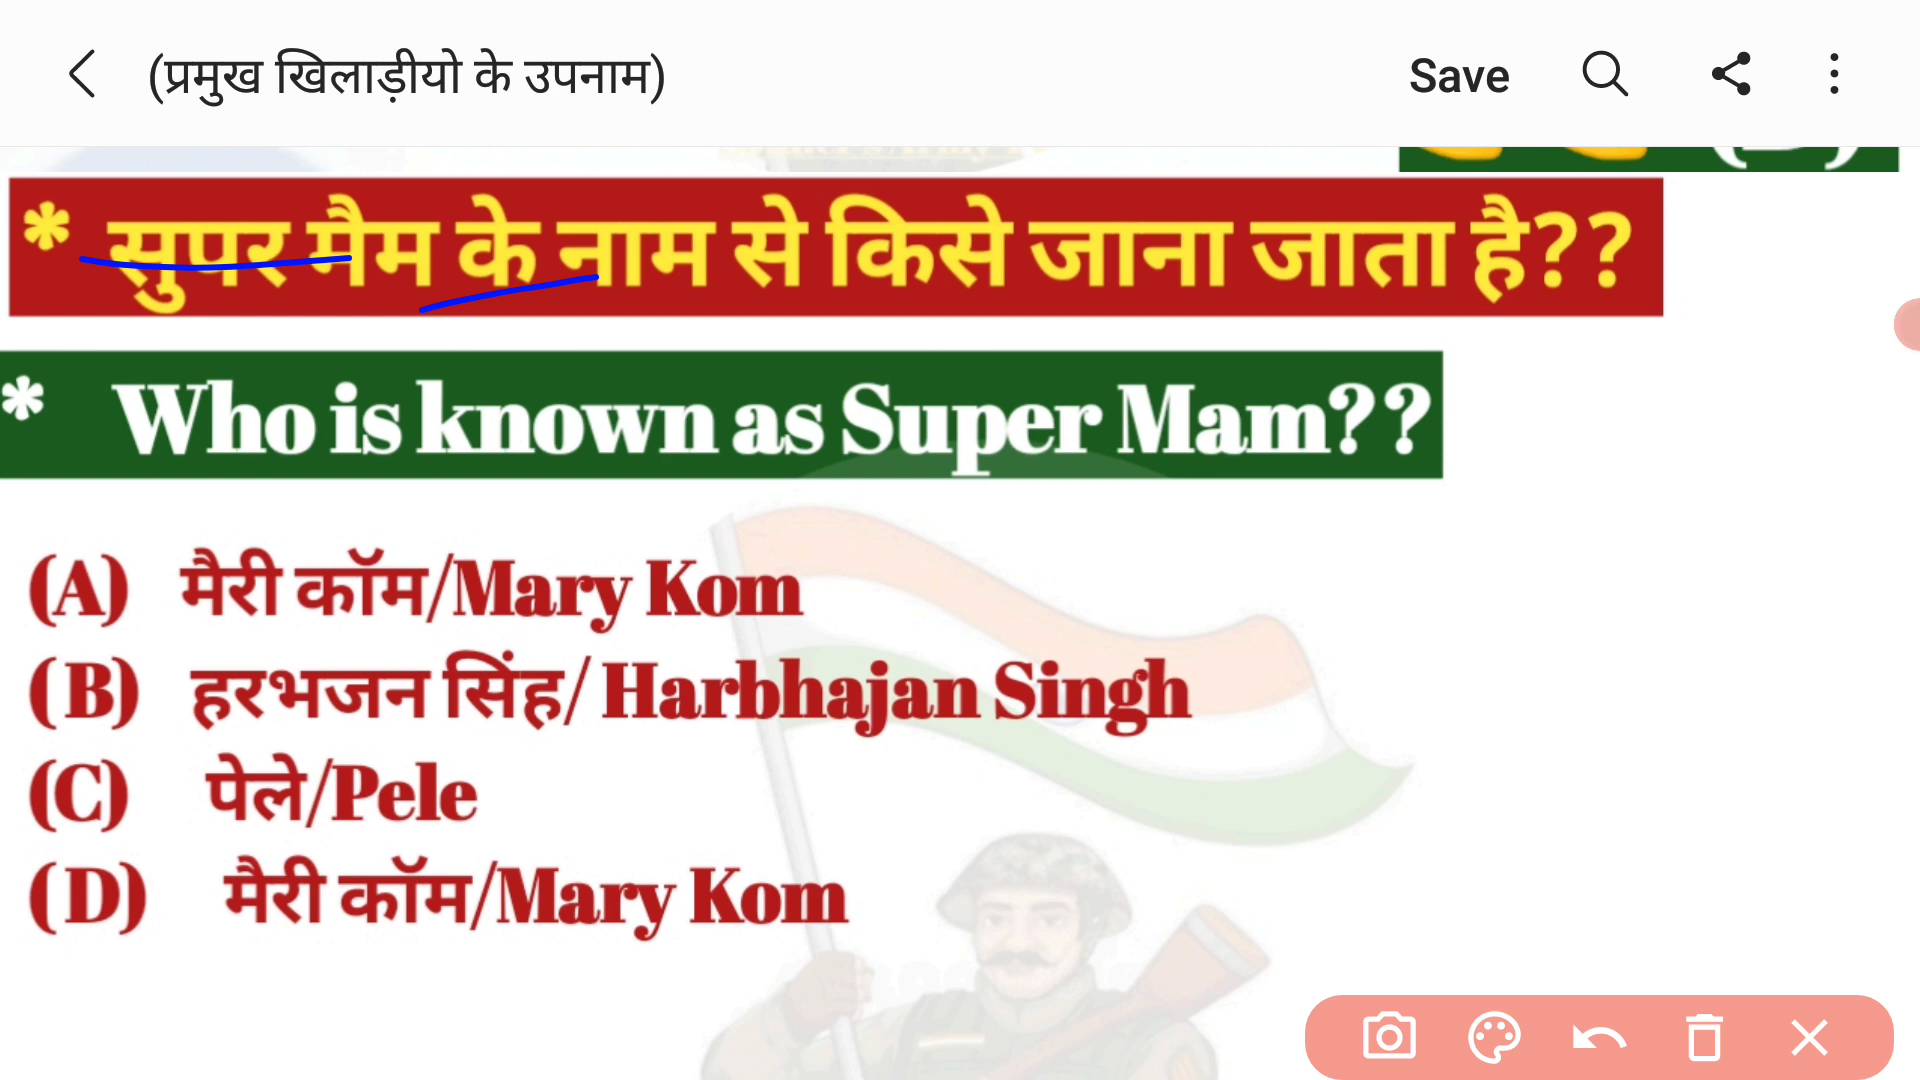 (प्रमुख खिलाड़ीयो के उपनाम) Save
* सुपर मैम के नाम से किसे जाना जाता है??
* Who is known as Super Mam??
(A) मैरी कॉम/Mary Kom
(B) हरभजन सिंह/ Harbhajan Singh
(C) पेले/Pele
(D) मैरी कॉम/Mary Kom